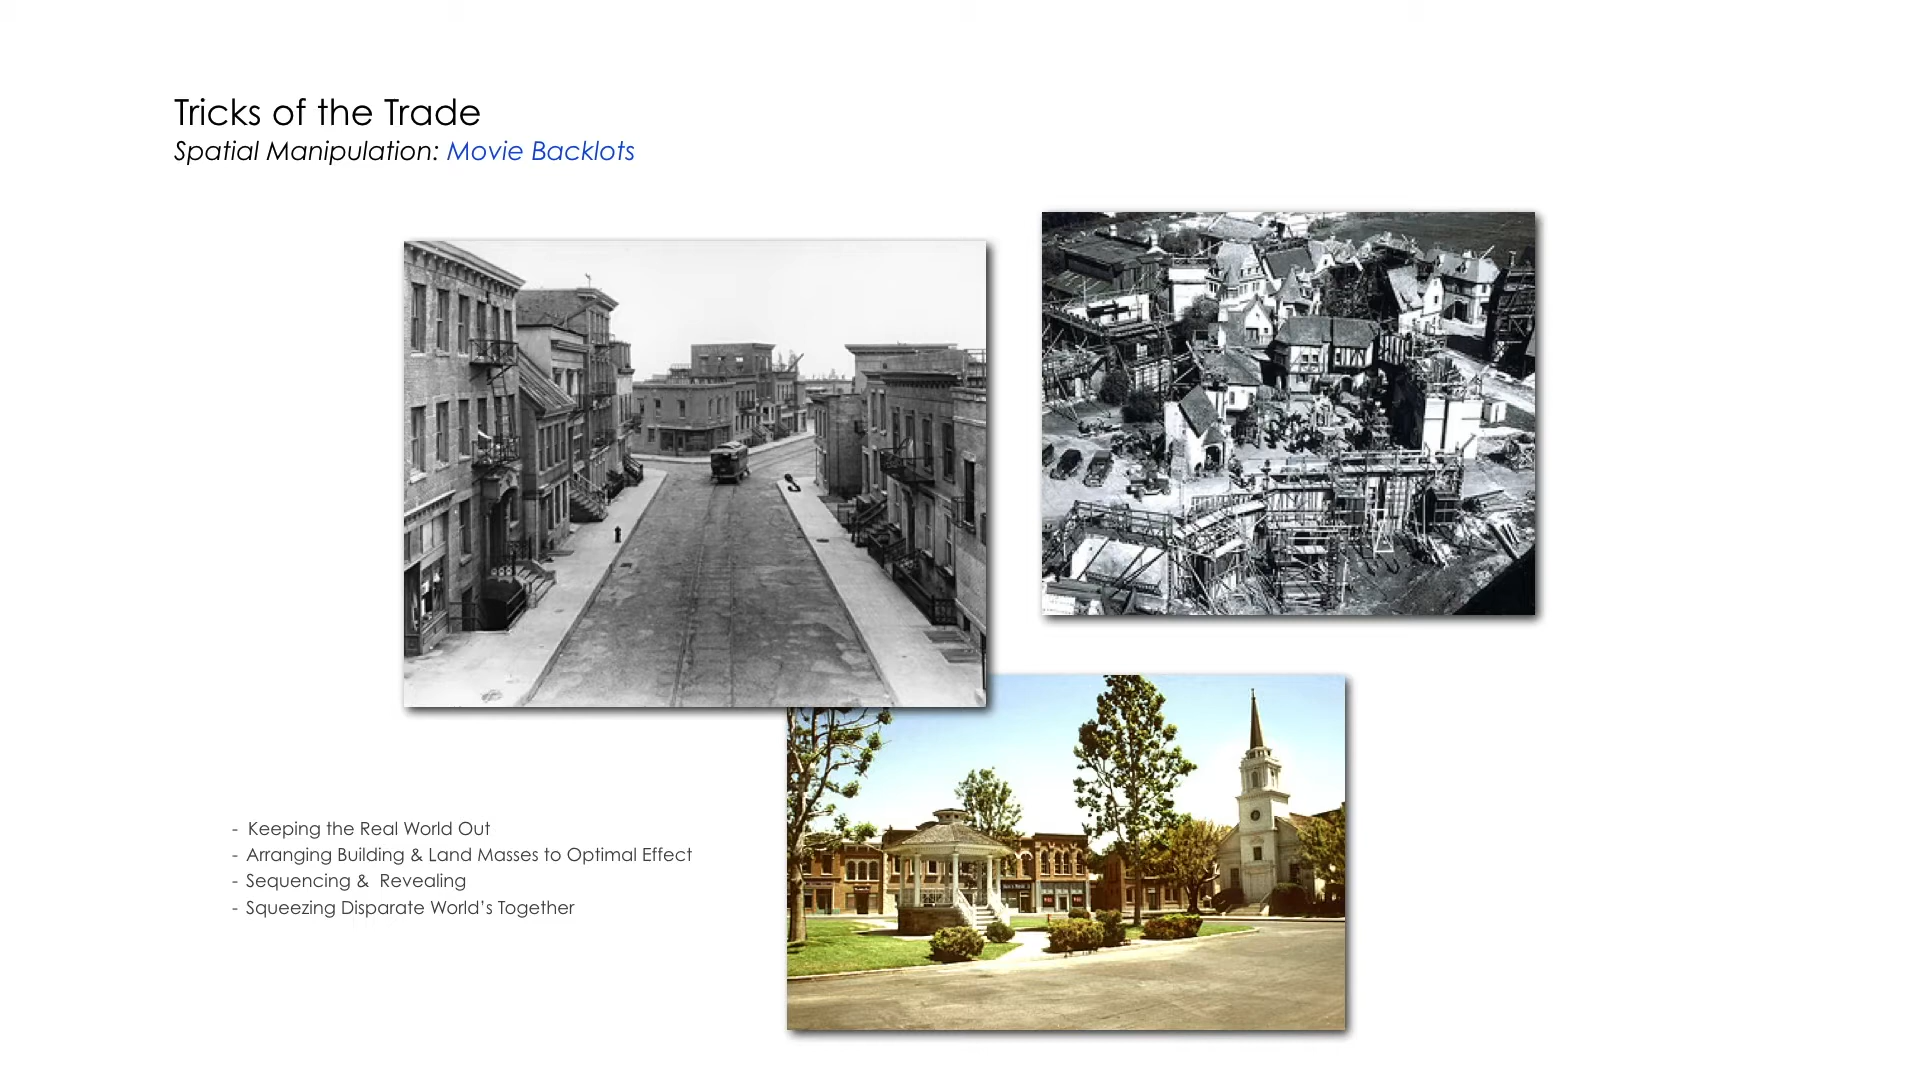 Tricks of the Trade
Spatial Manipulation: Movie Backlots
- Keeping the Real World Out
- Arranging Building & Land Masses to Optimal Effect
- Sequencing & Revealing
- Squeezing Disparate World's Together